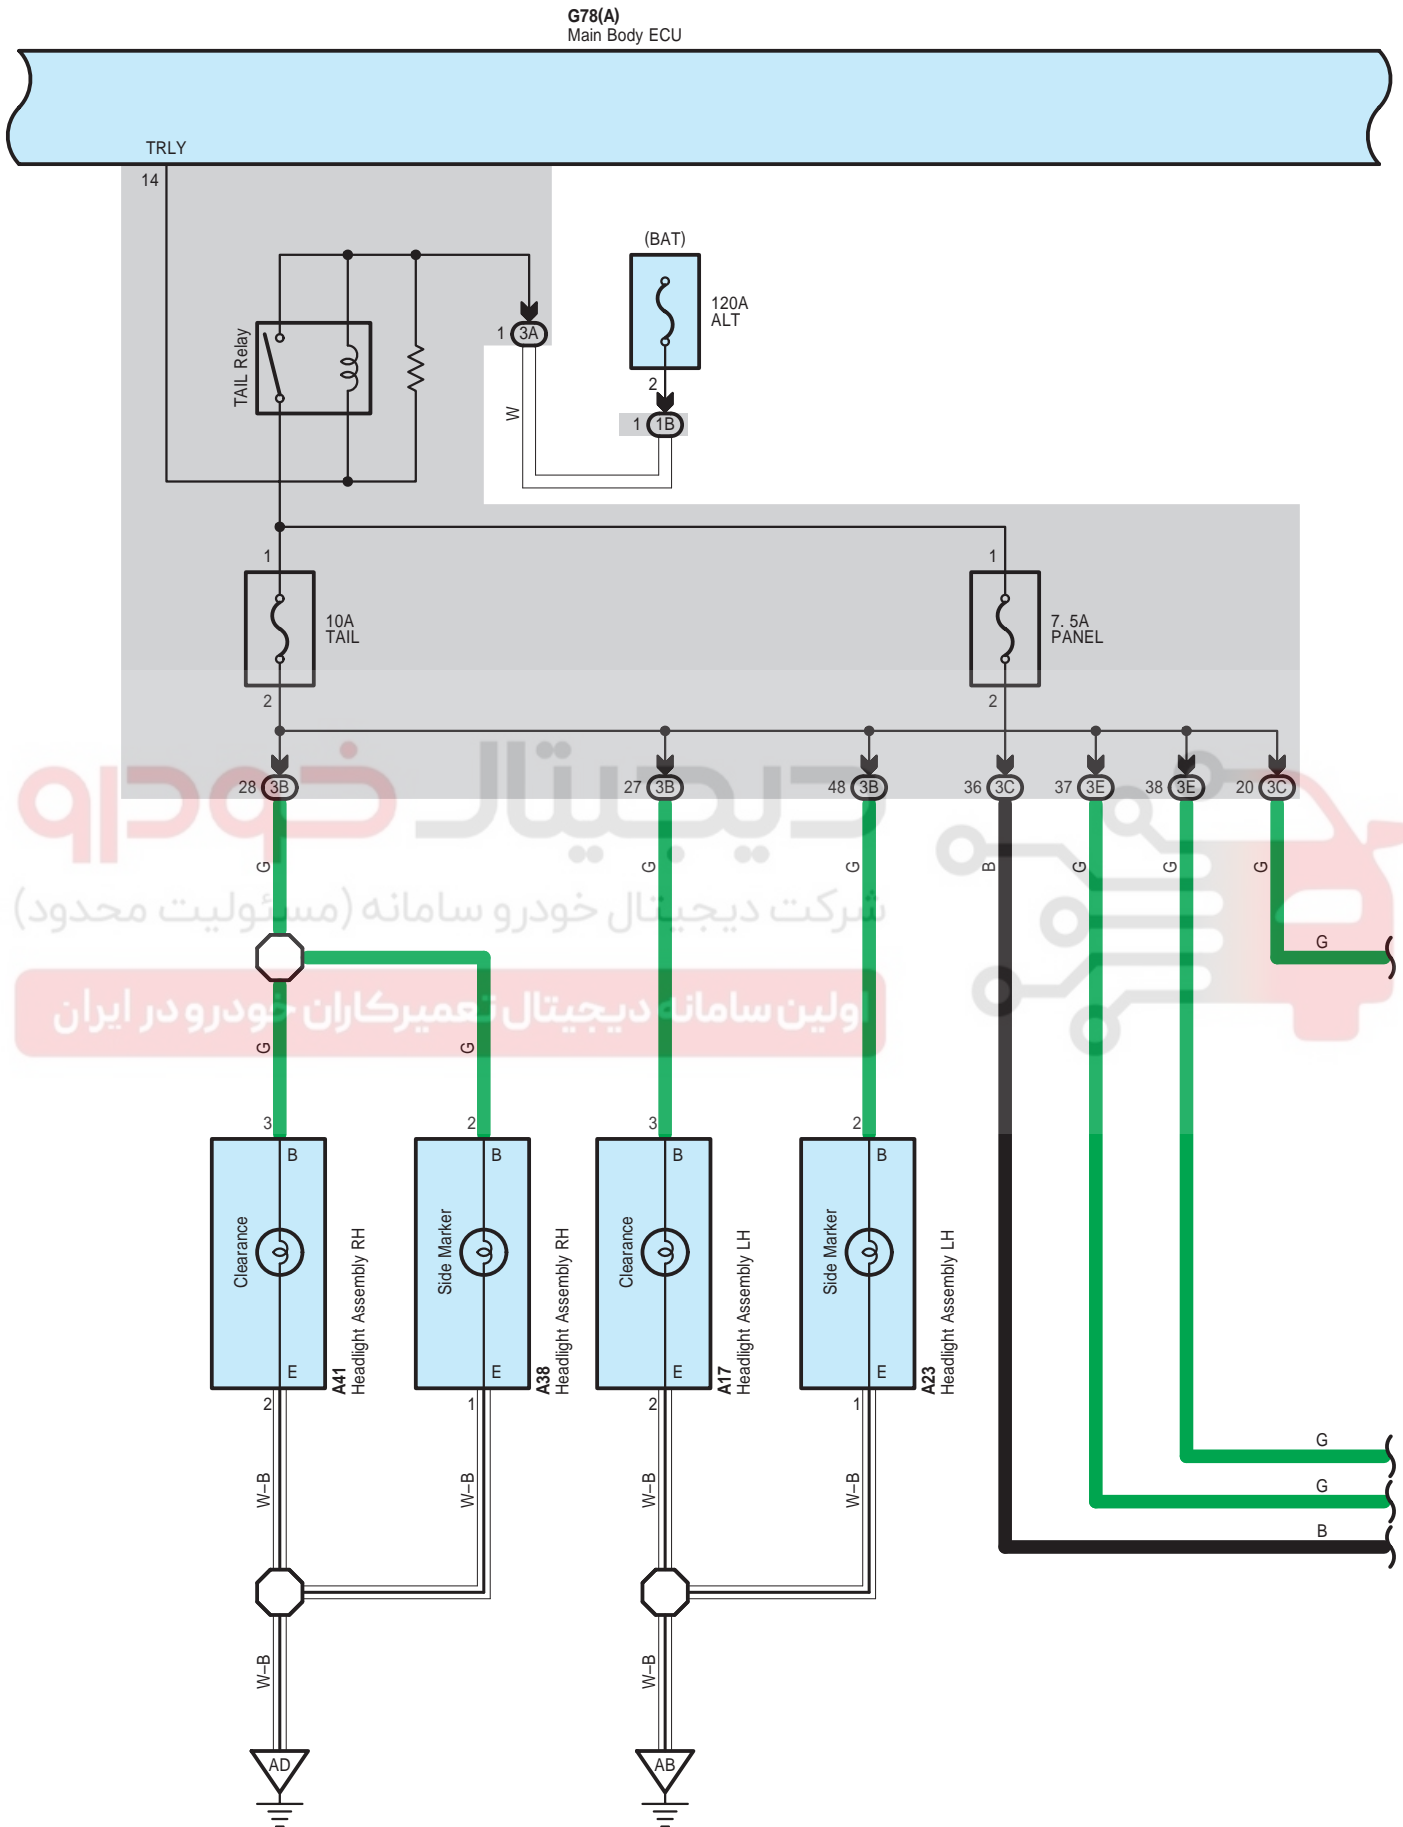 G78(A)
Main Body ECU
TRLY
14
(BAT)
120A
ALT
TAIL Relay
1 3A
2
W
1 1B
1
1
10A
TAIL
7. 5A
PANEL
2
2
28 3B
27 3B
48 3B
36 3C
37 3E
38 3E
20 3C
دیجیتال خودرو
G
G
G
B
G
G
G
شرکت دیجیتال خودرو سامانه (مسئولیت محدود)
G
اولین سامانه دیجیتال تعمیرکاران خودرو در ایران
G
G
3
2
3
2
B
B
B
B
Clearance
Side Marker
Clearance
Side Marker
E
E
E
E
A41
Headlight Assembly RH
A38
Headlight Assembly RH
A17
Headlight Assembly LH
A23
Headlight Assembly LH
2
1
2
1
G
W–B
W–B
W–B
W–B
G
B
W–B
W–B
AD
AB